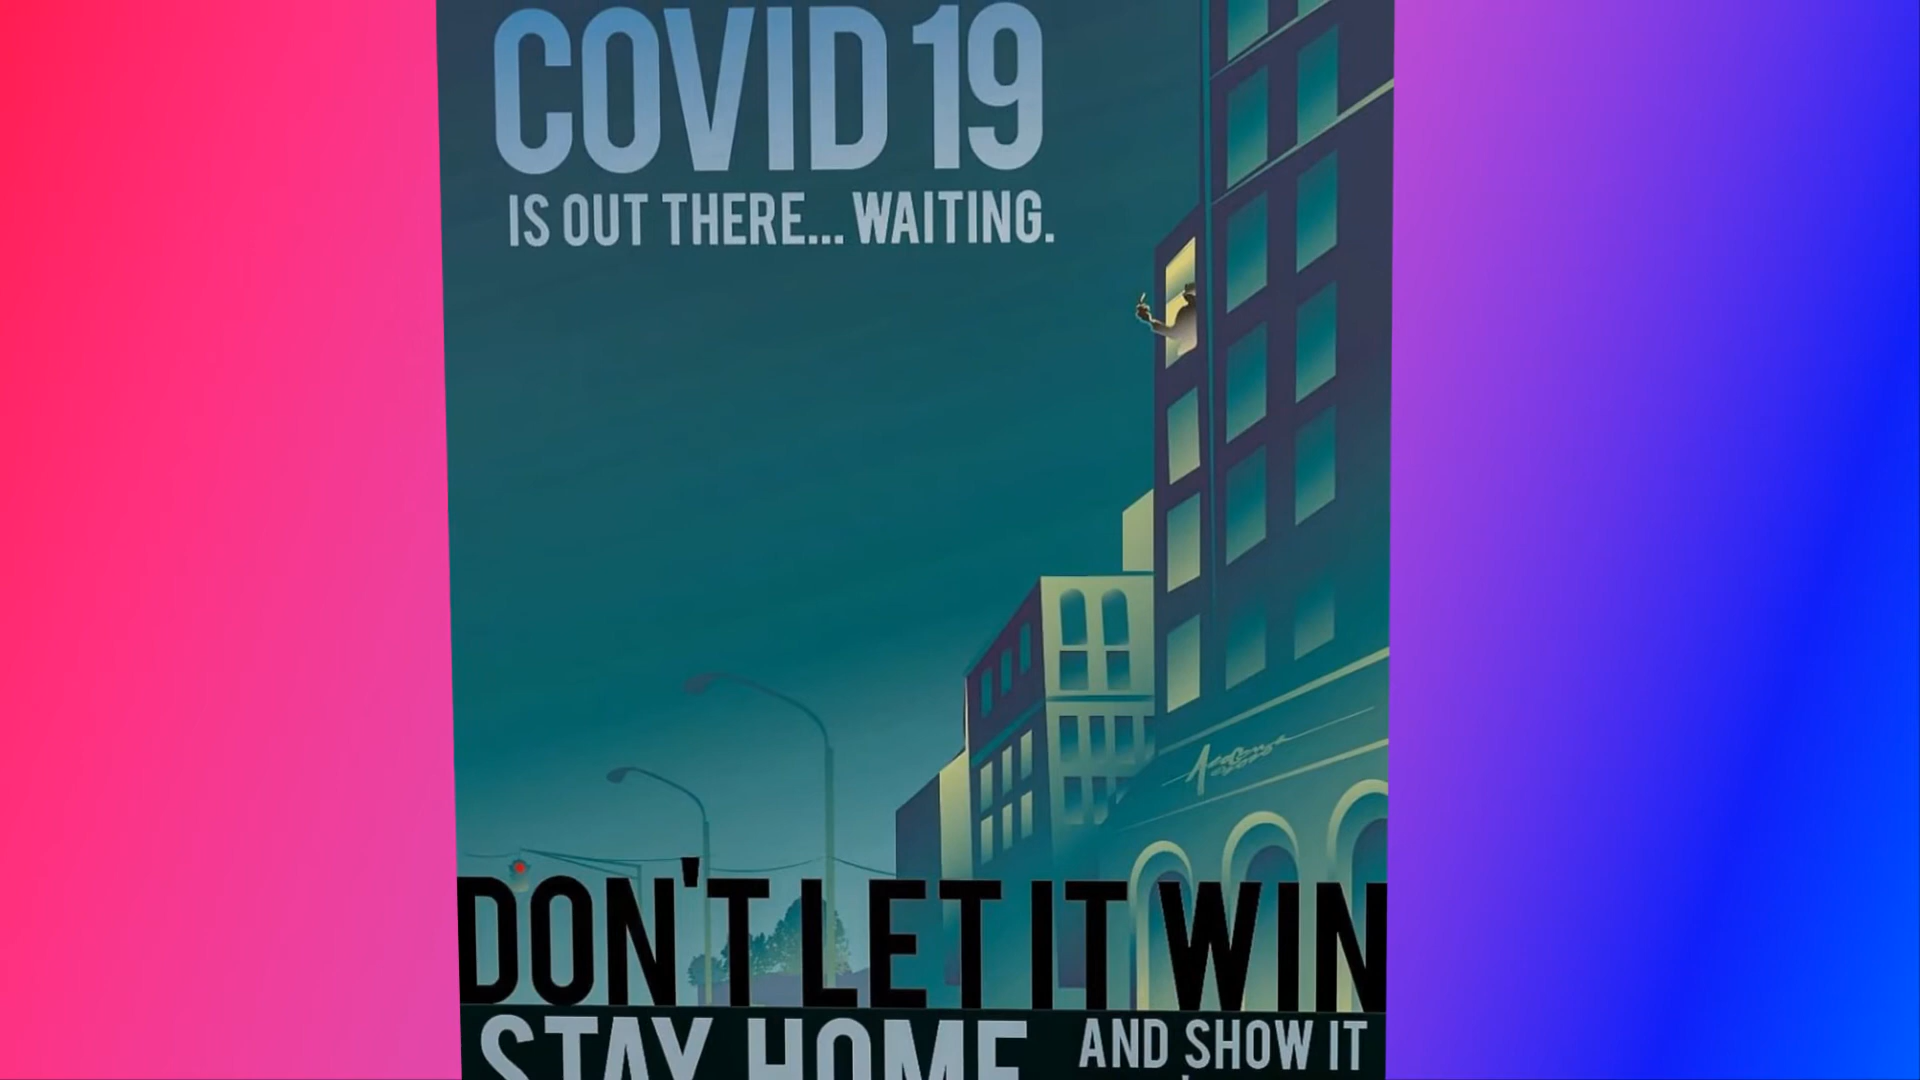 COVID 19
IS OUT THERE... WAITING.
DON'T LET IT WIN
STAY HOME
AND SHOW IT